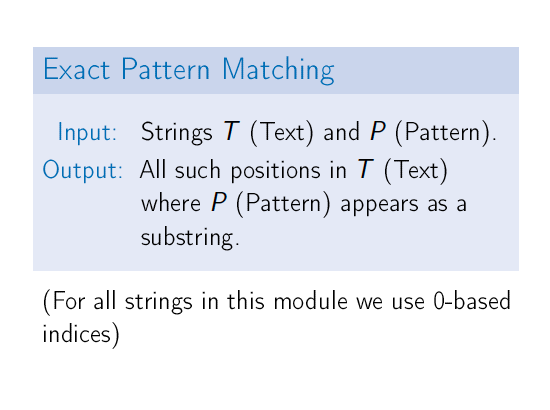 Exact Pattern Matching
Input: Strings T (Text) and P (Pattern).
Output: All such positions in T (Text)
where P (Pattern) appears as a
substring.
(For all strings in this module we use 0-based
indices)